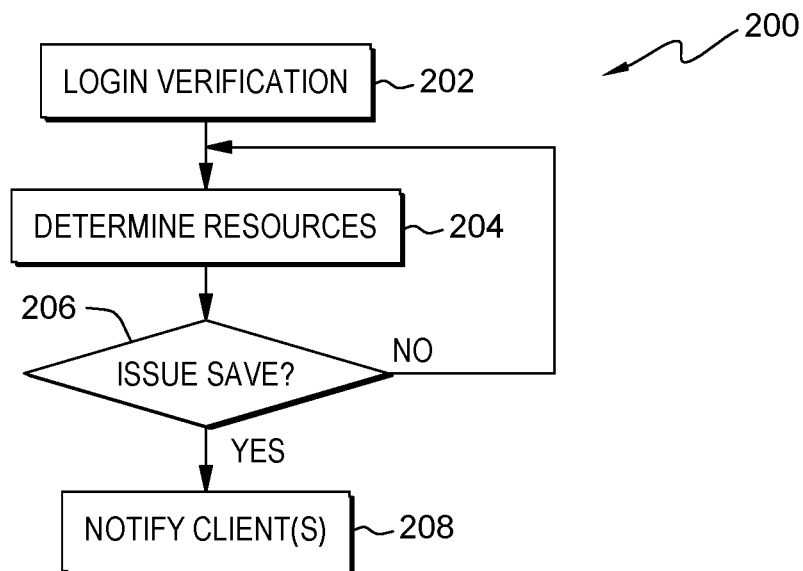 200
LOGIN VERIFICATION
202
DETERMINE RESOURCES
204
206
ISSUE SAVE?
NO
YES
NOTIFY CLIENT(S)
208